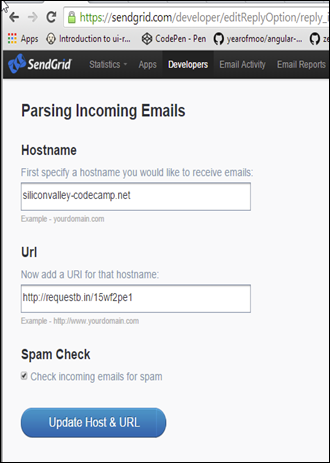 https://sendgrid.com/developer/editReplyOption/reply_
Apps Introduction to ui-r... CodePen - Pen yearofmoo/angular-...
SendGrid Statistics Apps Developers Email Activity Email Reports
Parsing Incoming Emails
Hostname
First specify a hostname you would like to receive emails:
siliconvalley-codecamp.net
Example - yourdomain.com
Url
Now add a URI for that hostname:
http://requestb.in/15wf2pe1
Example - http://www.yourdomain.com
Spam Check
Check incoming emails for spam
Update Host & URL